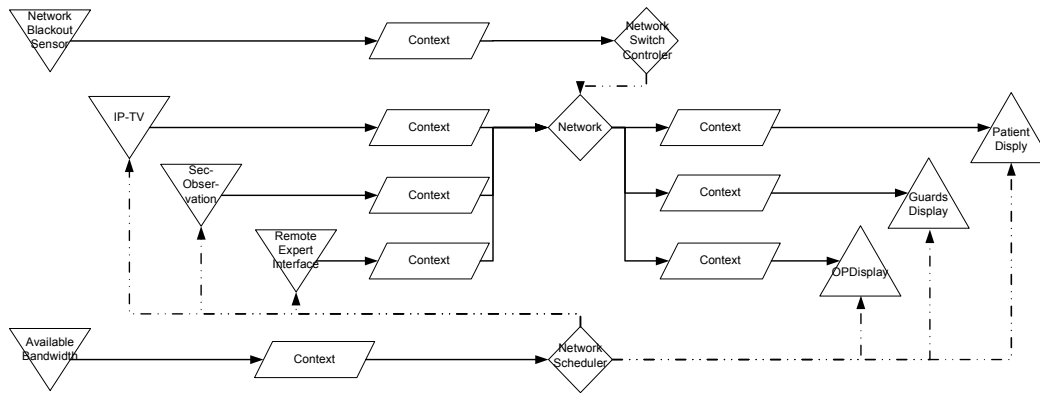 Network
Blackout
Sensor
Context
Network
Switch
Controler
IP-TV
Context
Network
Context
Patient
Disply
Sec-
Obser-
vation
Context
Context
Guards
Display
Remote
Expert
Interface
Context
Context
OPDisplay
Available
Bandwidth
Context
Network
Scheduler